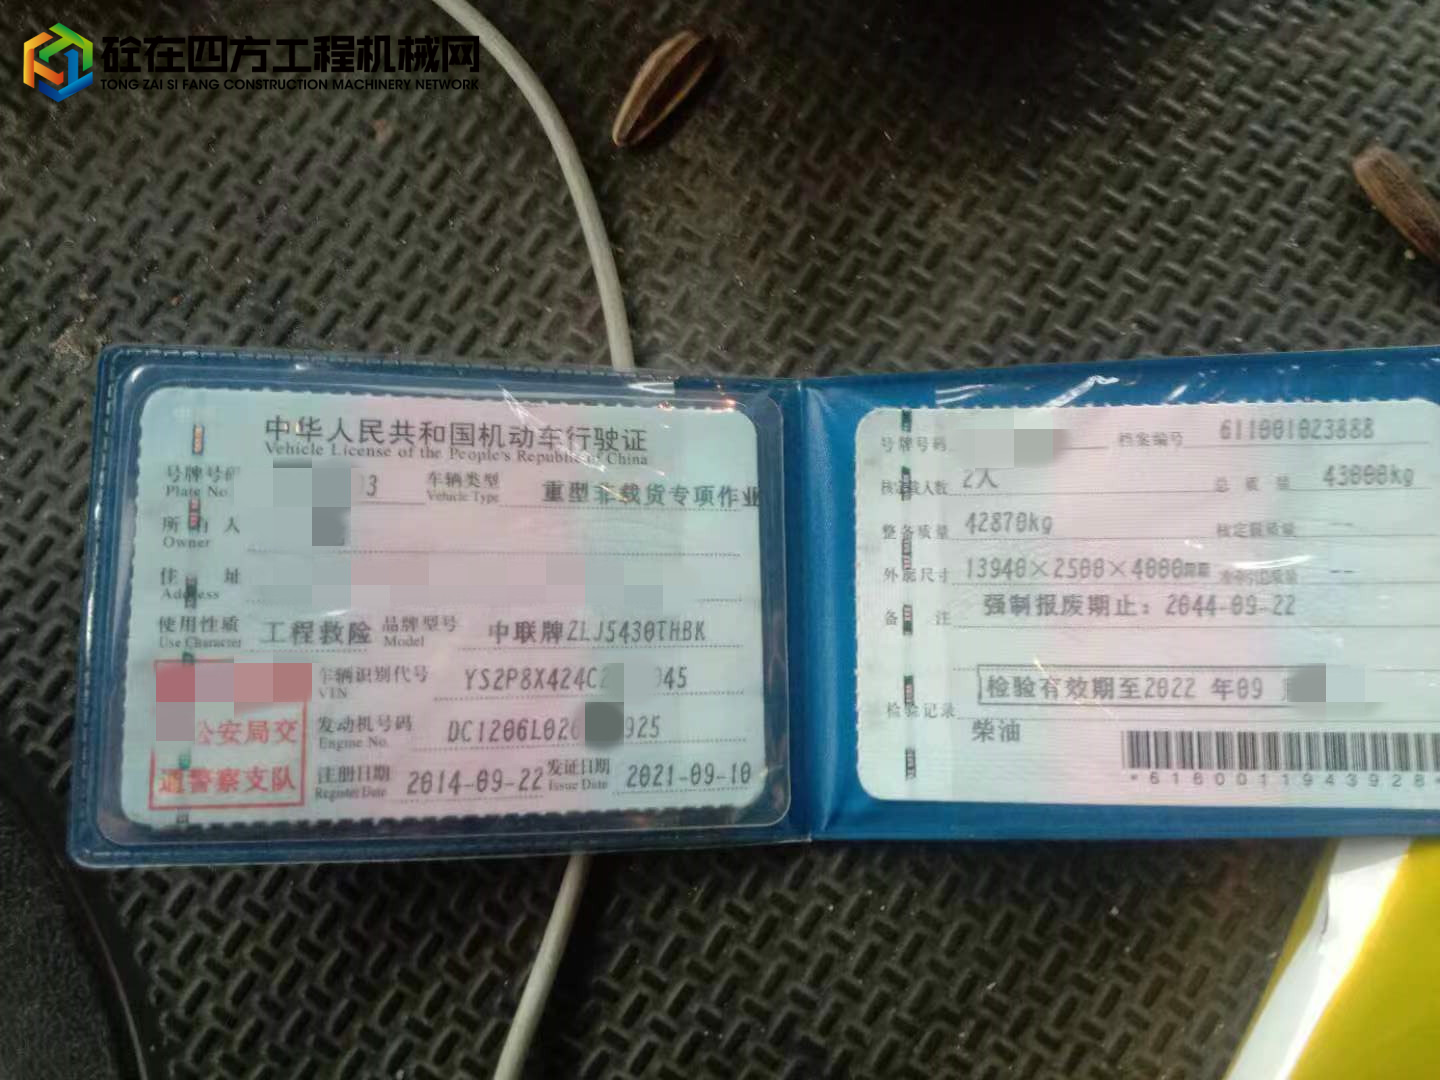 砼在四方工程机械网
TONG ZAI SI FANG CONSTRUCTION MACHINERY NETWORK
中华人民共和国机动车行驶证
Vehicle License of the People's Republic of China
号牌号码 3 车辆类型 重型非载货专项作业
Plate No. Vehicle Type
所有人
Owner
住址
Address
使用性质 工程救险 品牌型号 中联牌ZLJ5430THBK
Use Character Model
车辆识别代号 YS2P8X424C2 045
VIN
公安局交
通警察支队
发动机号码 DC1206L026 925
Engine No.
注册日期 2014-09-22 发证日期 2021-09-10
Register Date Issue Date
号牌号码 档案编号 611001023888
核定载人数 2人 总质量 43000kg
整备质量 42870kg 核定载质量 --
外廓尺寸 13940×2500×4000mm 准牵引总质量 --
备注 强制报废期止：2044-09-22
检验有效期至2022 年09
检验记录
柴油
*6160011943928*